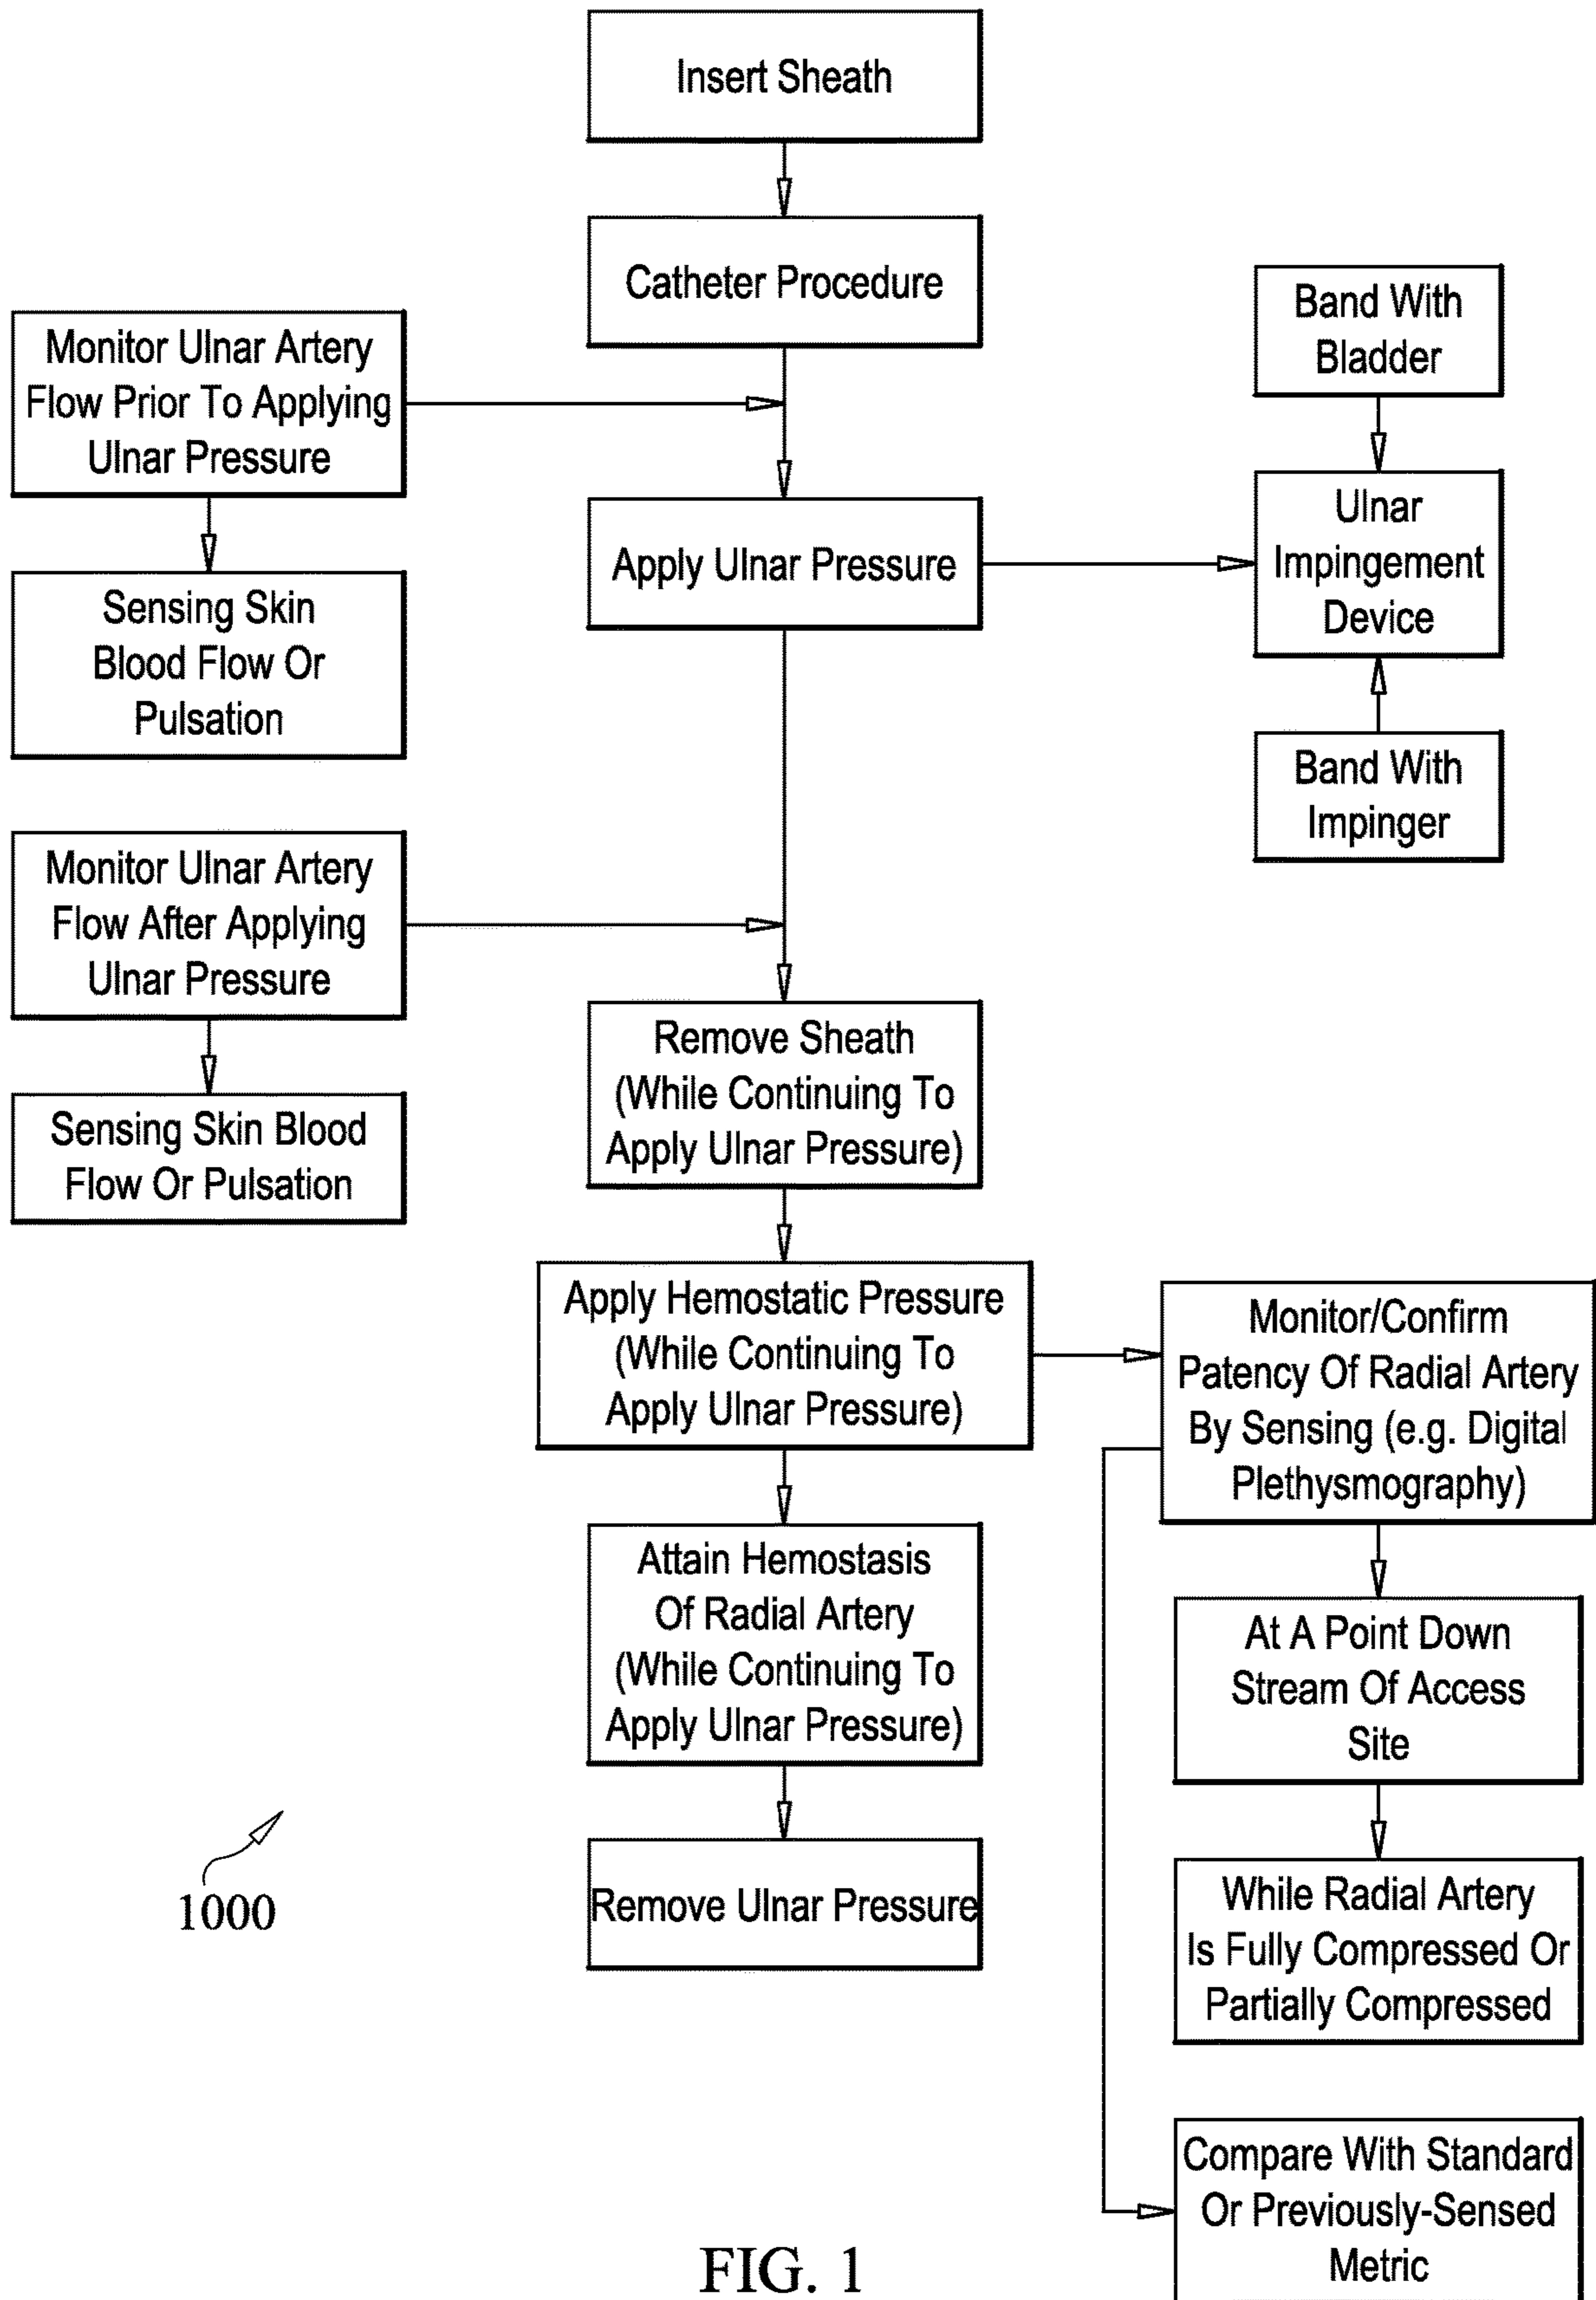 Insert Sheath
Catheter Procedure
Monitor Ulnar Artery
Flow Prior To Applying
Ulnar Pressure
Band With
Bladder
Sensing Skin
Blood Flow Or
Pulsation
Apply Ulnar Pressure
Ulnar
Impingement
Device
Band With
Impinger
Monitor Ulnar Artery
Flow After Applying
Ulnar Pressure
Sensing Skin Blood
Flow Or Pulsation
Remove Sheath
(While Continuing To
Apply Ulnar Pressure)
Apply Hemostatic Pressure
(While Continuing To
Apply Ulnar Pressure)
Monitor/Confirm
Patency Of Radial Artery
By Sensing (e.g. Digital
Plethysmography)
Attain Hemostasis
Of Radial Artery
(While Continuing To
Apply Ulnar Pressure)
At A Point Down
Stream Of Access
Site
Remove Ulnar Pressure
While Radial Artery
Is Fully Compressed Or
Partially Compressed
1000
Compare With Standard
Or Previously-Sensed
Metric
FIG. 1